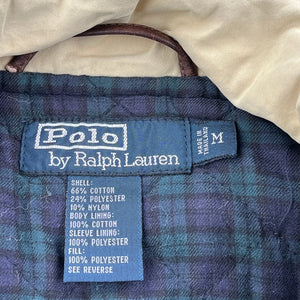 Polo
by Ralph Lauren
M
MADE IN
THAILAND
SHELL:
66% COTTON
24% POLYESTER
10% NYLON
BODY LINING:
100% COTTON
SLEEVE LINING:
100% POLYESTER
FILL:
100% POLYESTER
SEE REVERSE